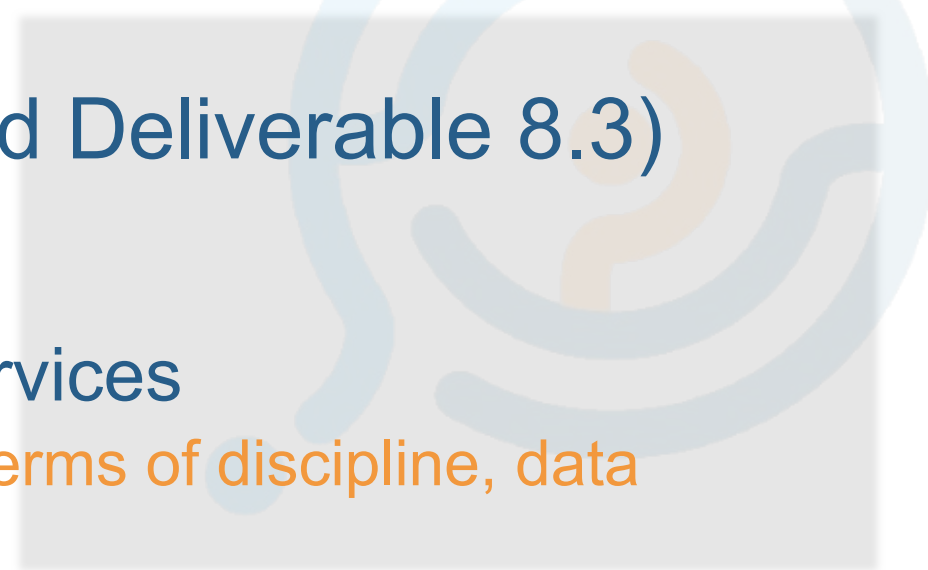 d Deliverable 8.3)
rvices
erms of discipline, data